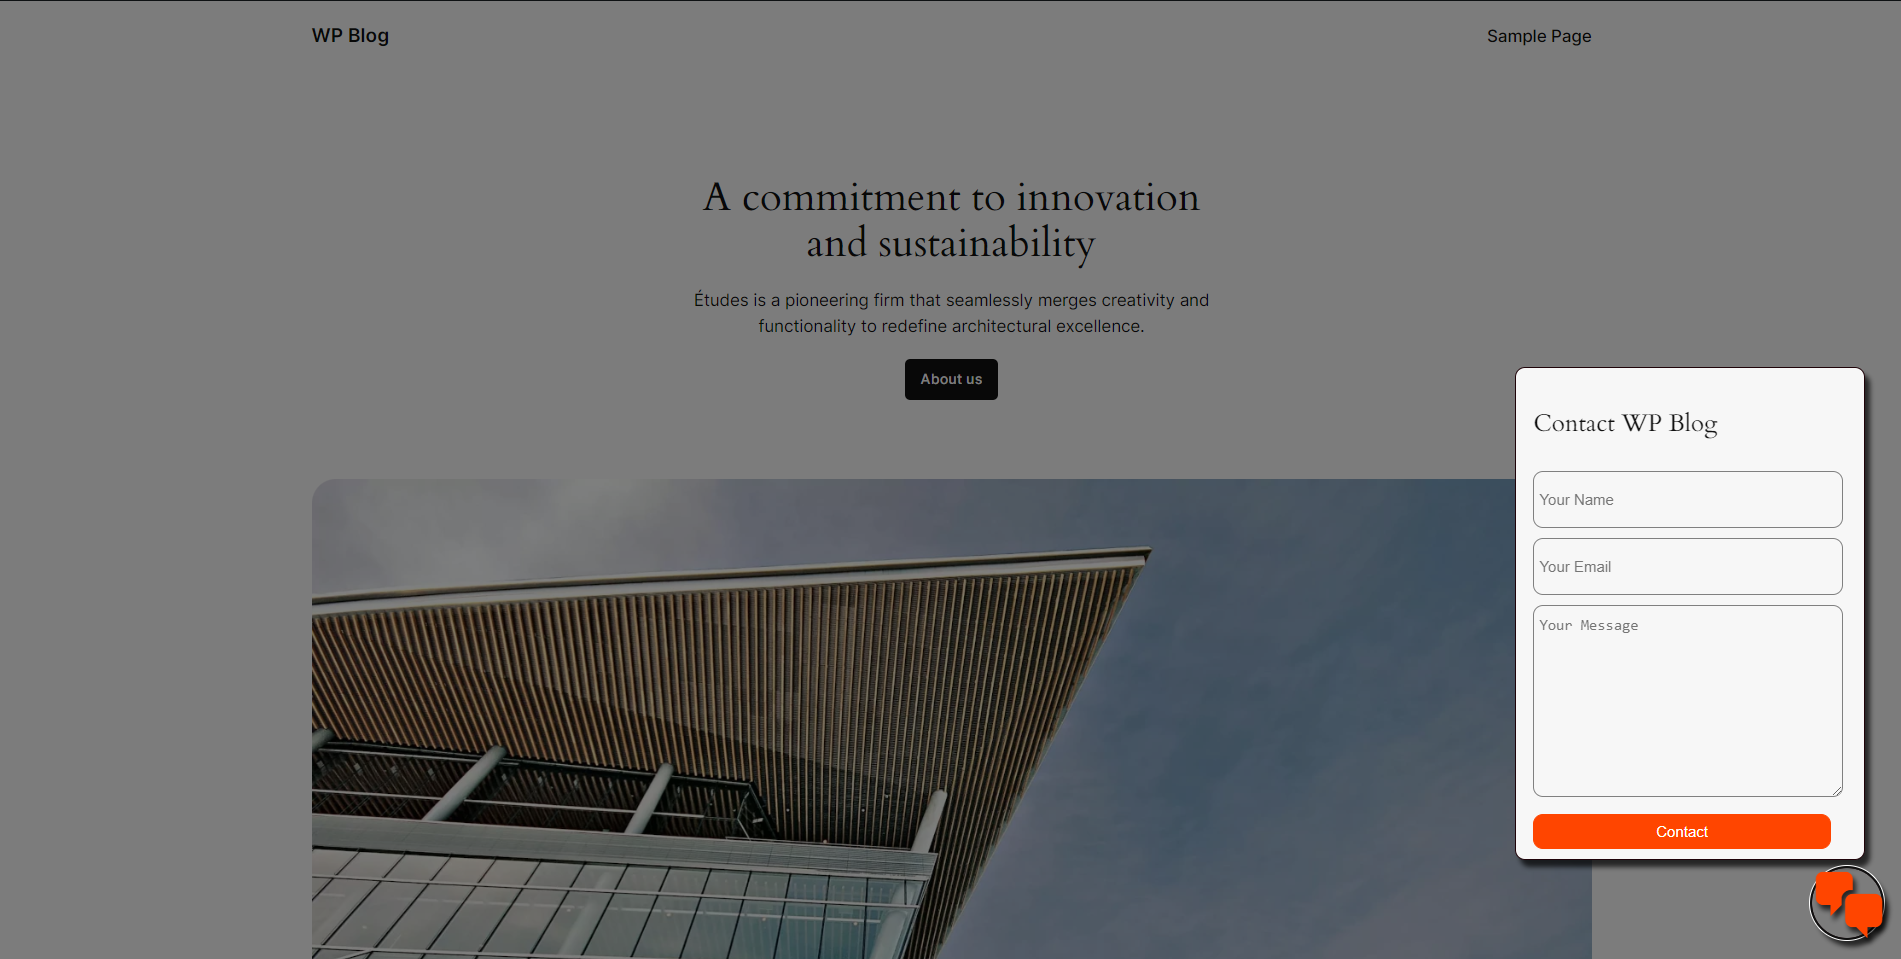 WP Blog
Sample Page
A commitment to innovation
and sustainability
Études is a pioneering firm that seamlessly merges creativity and
functionality to redefine architectural excellence.
About us
Contact WP Blog
Your Name
Your Email
Your Message
Contact